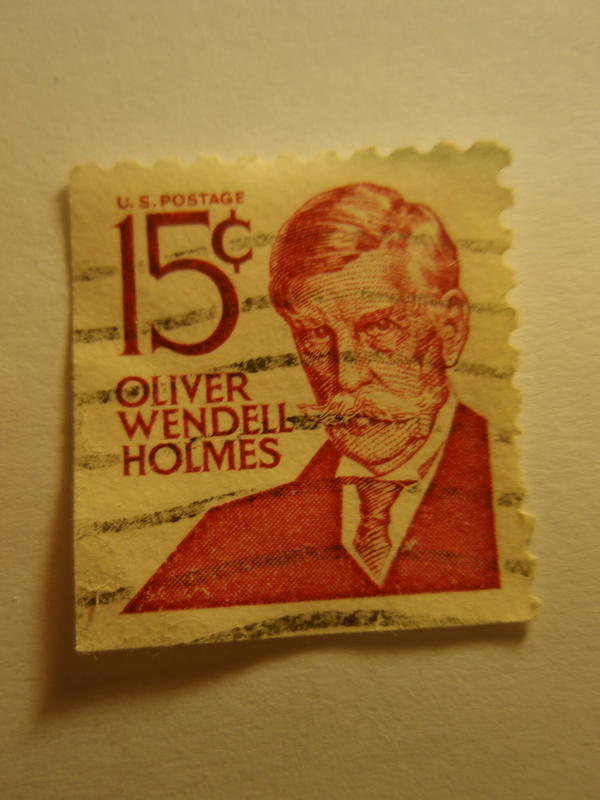 U.S. POSTAGE
15¢
OLIVER
WENDELL
HOLMES